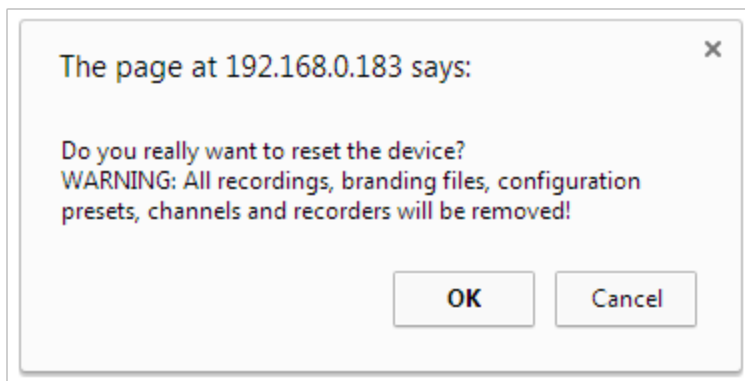 The page at 192.168.0.183 says:
Do you really want to reset the device?
WARNING: All recordings, branding files, configuration
presets, channels and recorders will be removed!
OK
Cancel